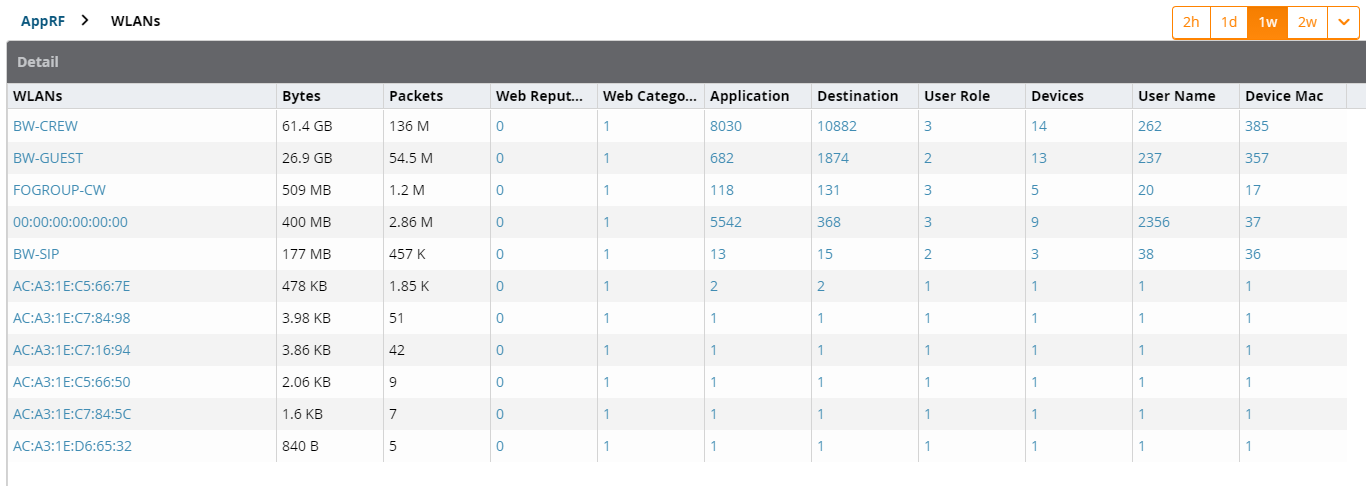 AppRF > WLANs
2h 1d 1w 2w
Detail
WLANs Bytes Packets Web Reput... Web Catego... Application Destination User Role Devices User Name Device Mac
BW-CREW 61.4 GB 136 M 0 1 8030 10882 3 14 262 385
BW-GUEST 26.9 GB 54.5 M 0 1 682 1874 2 13 237 357
FOGROUP-CW 509 MB 1.2 M 0 1 118 131 3 5 20 17
00:00:00:00:00:00 400 MB 2.86 M 0 1 5542 368 3 9 2356 37
BW-SIP 177 MB 457 K 0 1 13 15 2 3 38 36
AC:A3:1E:C5:66:7E 478 KB 1.85 K 0 1 2 2 1 1 1 1
AC:A3:1E:C7:84:98 3.98 KB 51 0 1 1 1 1 1 1 1
AC:A3:1E:C7:16:94 3.86 KB 42 0 1 1 1 1 1 1 1
AC:A3:1E:C5:66:50 2.06 KB 9 0 1 1 1 1 1 1 1
AC:A3:1E:C7:84:5C 1.6 KB 7 0 1 1 1 1 1 1 1
AC:A3:1E:D6:65:32 840 B 5 0 1 1 1 1 1 1 1